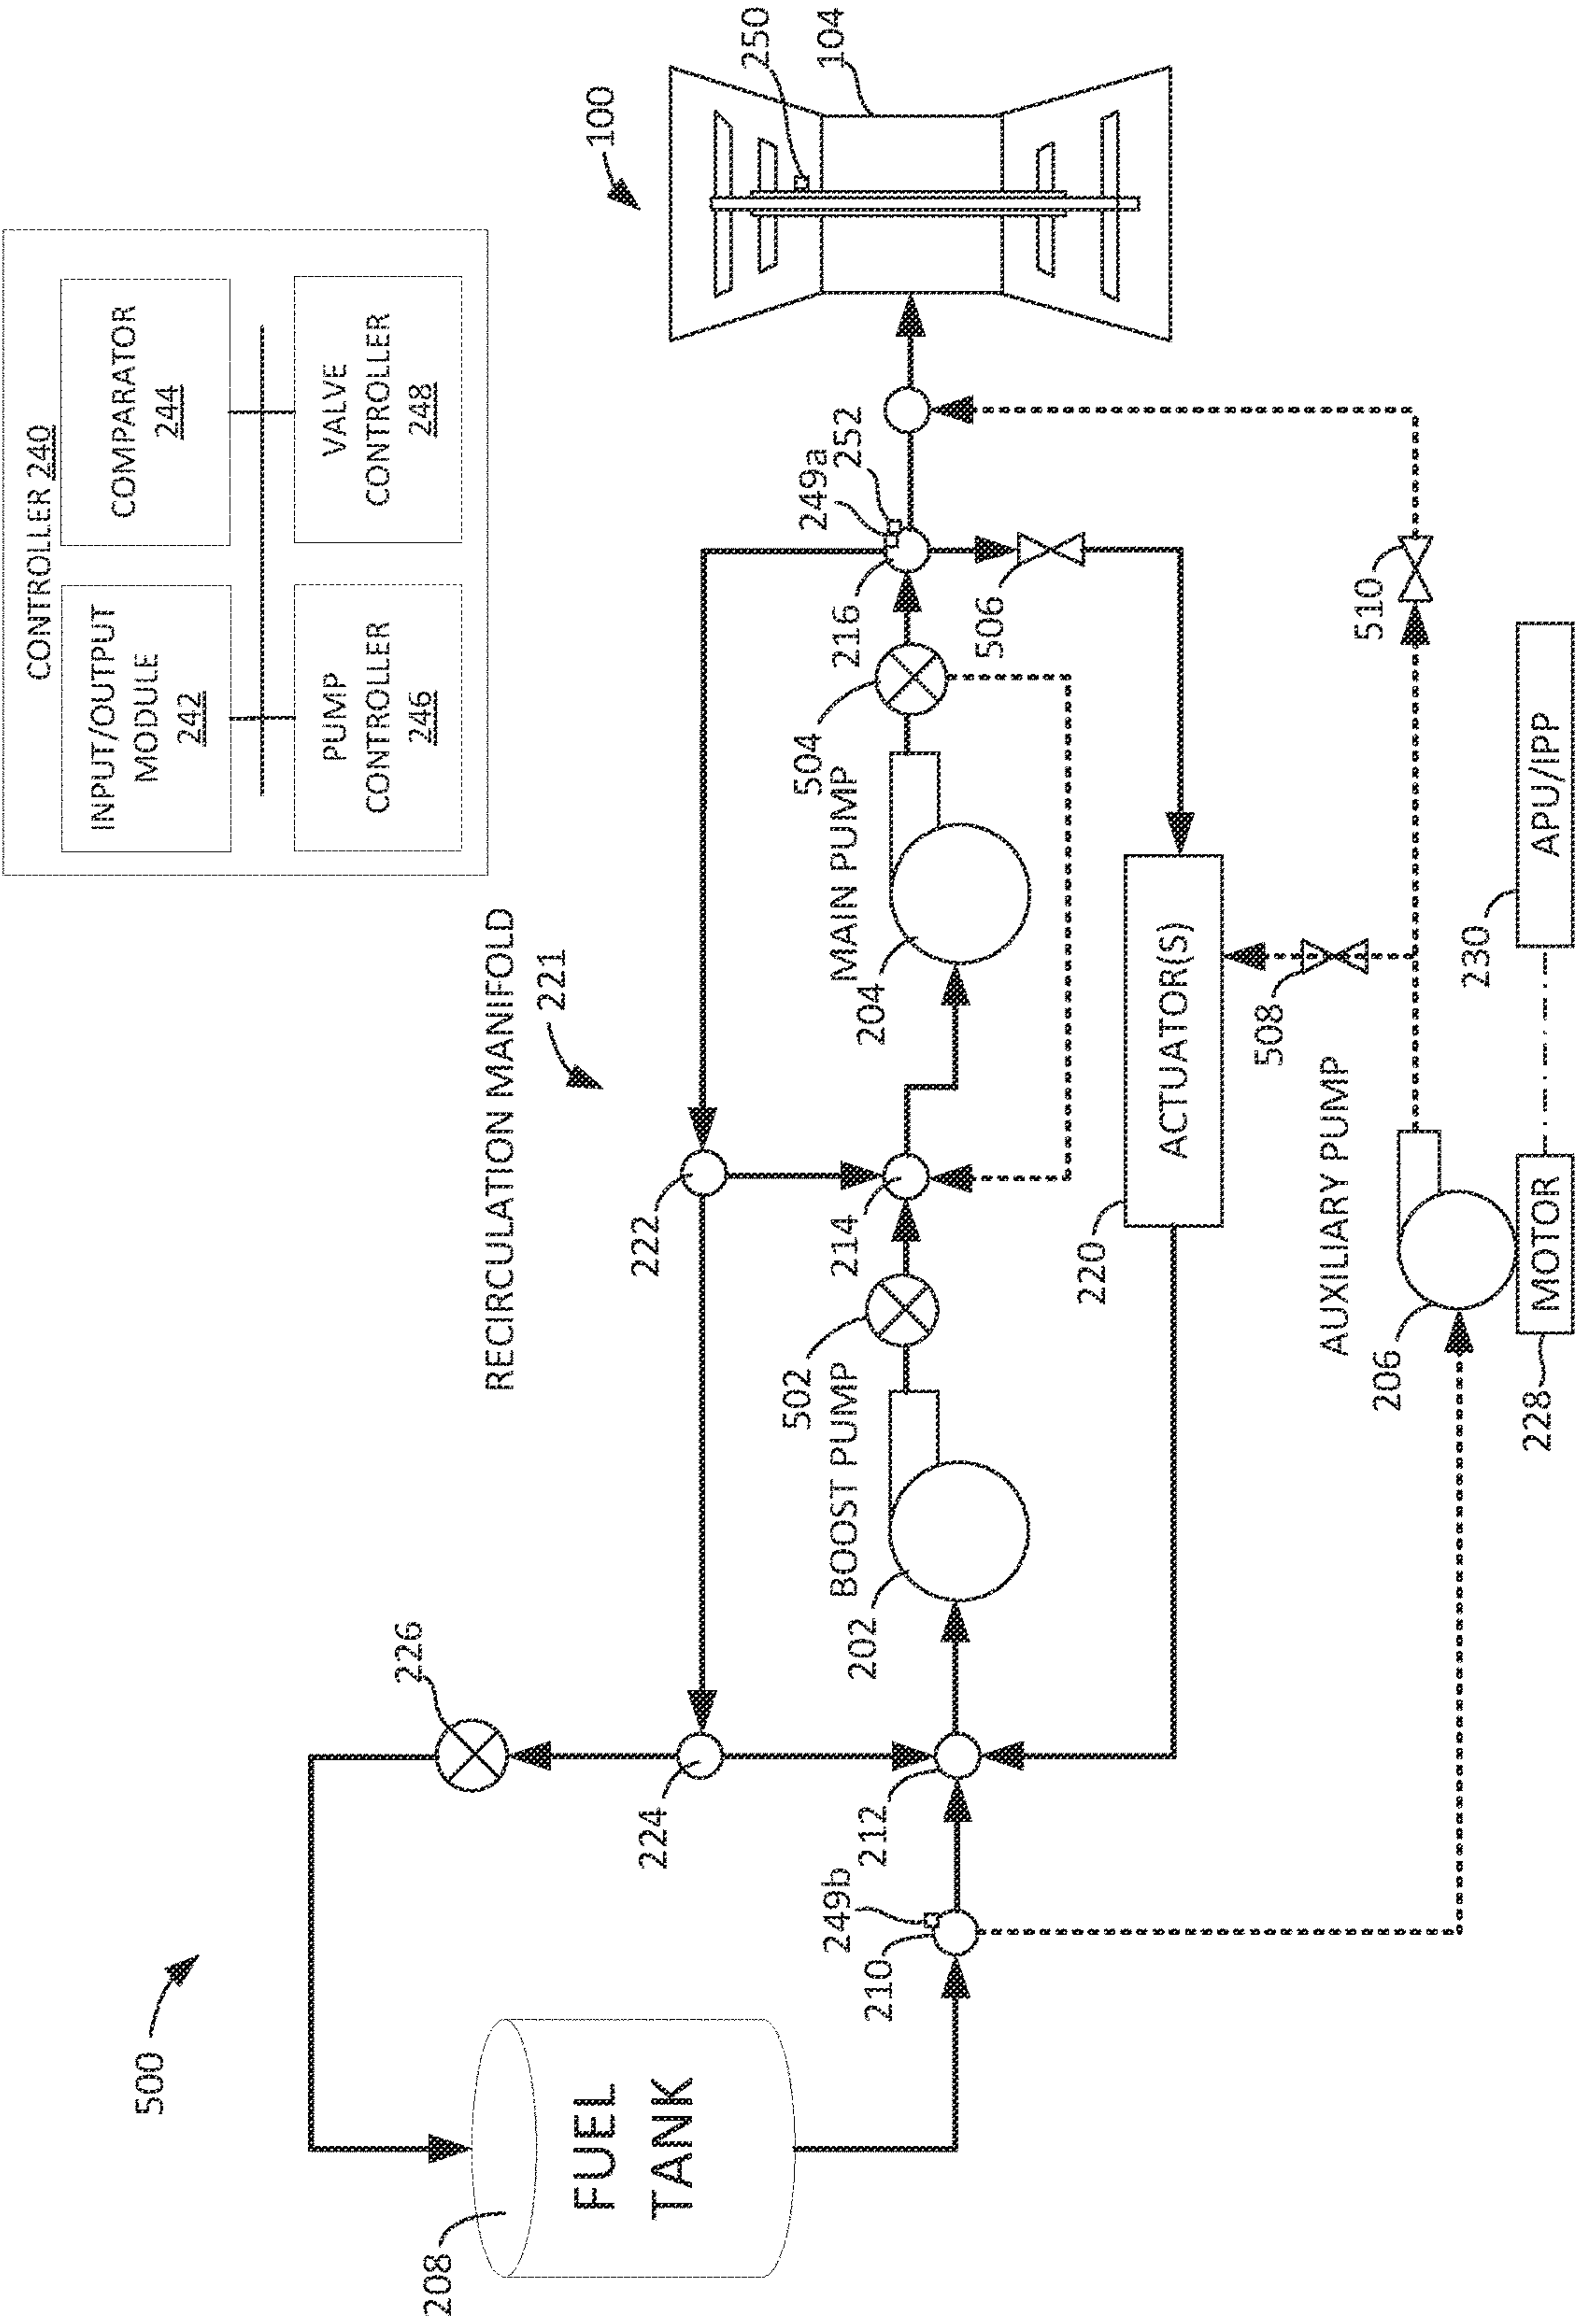 CONTROLLER 240
INPUT/OUTPUT
MODULE
242
COMPARATOR
244
PUMP
CONTROLLER
246
VALVE
CONTROLLER
248
500
226
RECIRCULATION MANIFOLD
221
100
250
104
208
FUEL
TANK
224
222
249a
252
249b
210
212
BOOST PUMP
202
502
214
MAIN PUMP
204
504
216
506
220
ACTUATOR(S)
508
510
AUXILIARY PUMP
206
228
MOTOR
230
APU/IPP